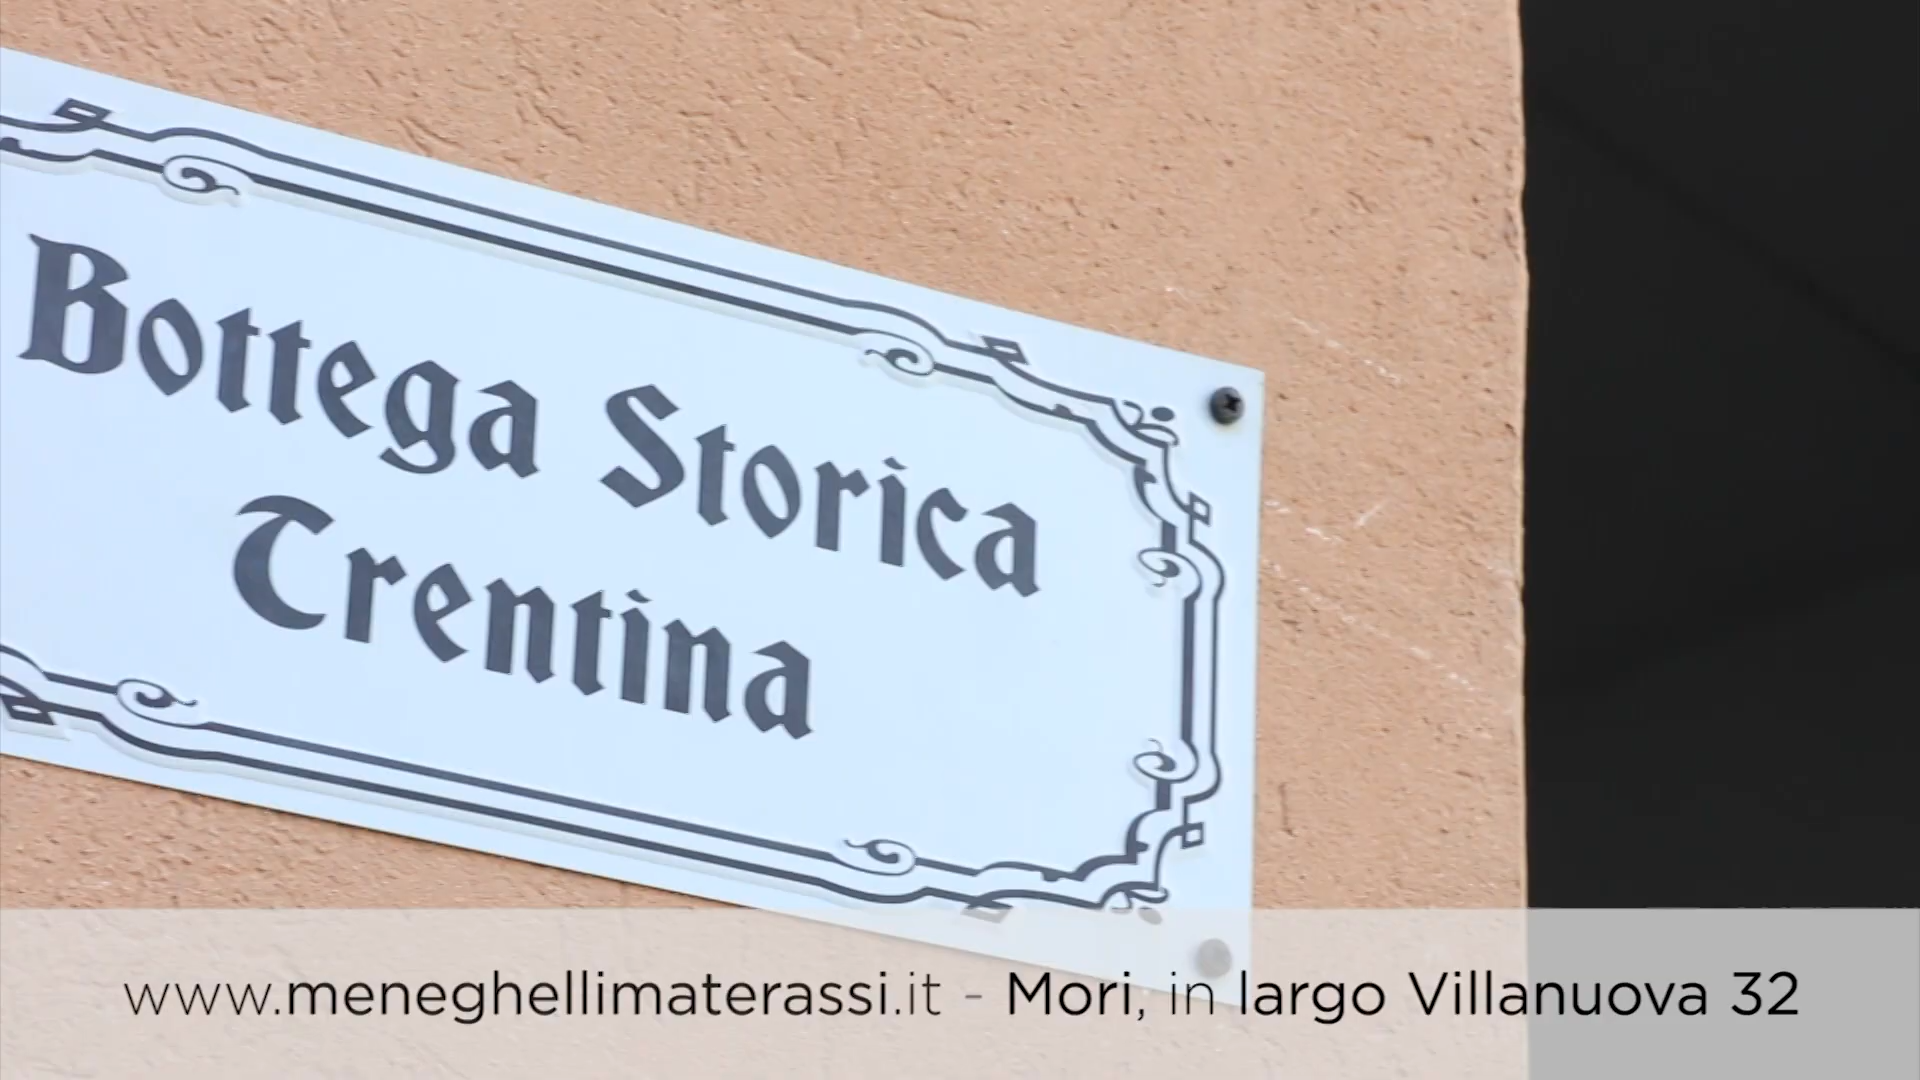 Bottega Storica
Trentina
www.meneghellimaterassi.it - Mori, in largo Villanuova 32